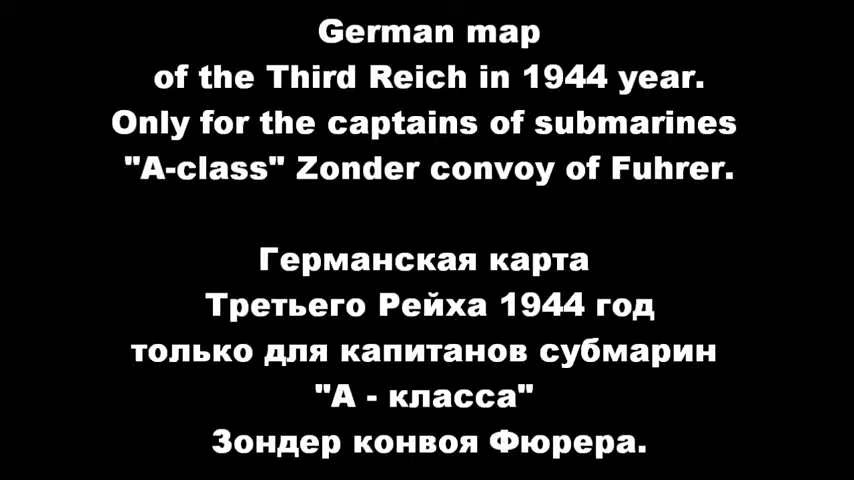 German map
of the Third Reich in 1944 year.
Only for the captains of submarines
"A-class" Zonder convoy of Fuhrer.
Германская карта
Третьего Рейха 1944 год
только для капитанов субмарин
"А - класса"
Зондер конвоя Фюрера.